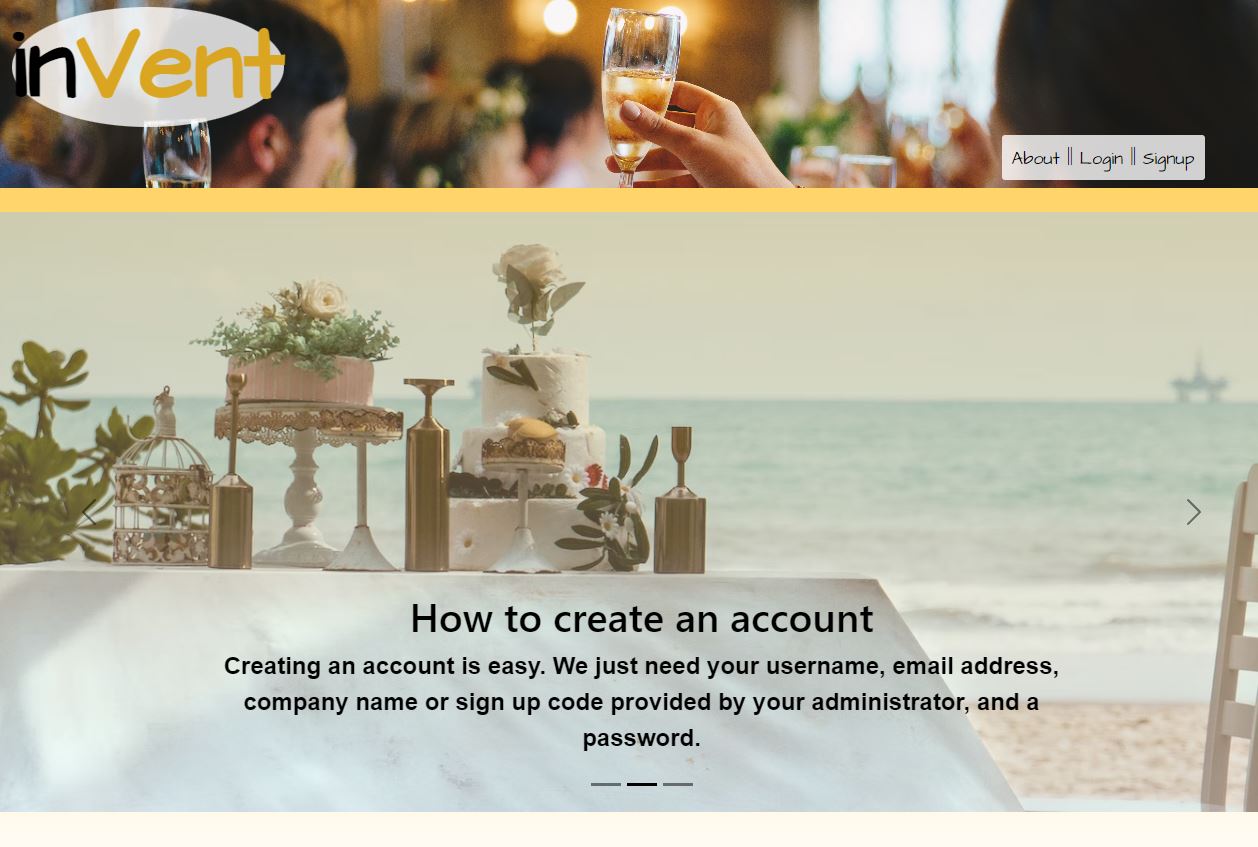 inVent
About || Login || Signup
How to create an account
Creating an account is easy. We just need your username, email address,
company name or sign up code provided by your administrator, and a
password.